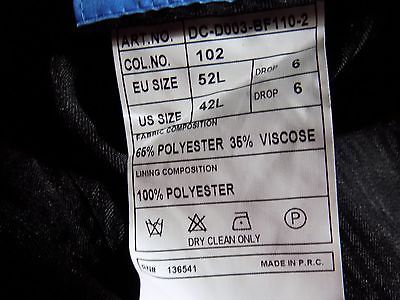 ART.NO. DC-D003-BF110-2
COL.NO. 102
EU SIZE 52L DROP 6
US SIZE 42L DROP 6
FABRIC COMPOSITION
65% POLYESTER 35% VISCOSE
LINING COMPOSITION
100% POLYESTER
P
DRY CLEAN ONLY
RN# 136541 MADE IN P.R.C.